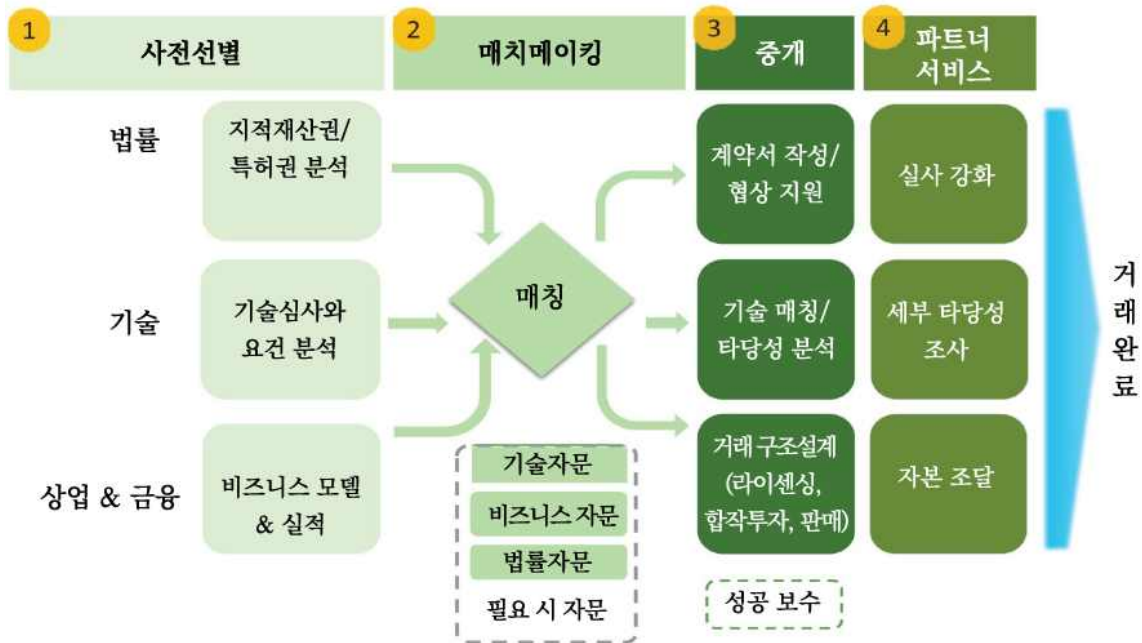 1
사전선별
2
매치메이킹
3
중개
4
파트너
서비스
법률
지적재산권/
특허권 분석
계약서 작성/
협상 지원
실사 강화
매칭
기술
기술심사와
요건 분석
기술 매칭/
타당성 분석
세부 타당성
조사
상업 & 금융
비즈니스 모델
& 실적
기술자문
비즈니스 자문
법률자문
필요 시 자문
거래 구조설계
(라이센싱,
합작투자, 판매)
자본 조달
성공 보수
거
래
완
료